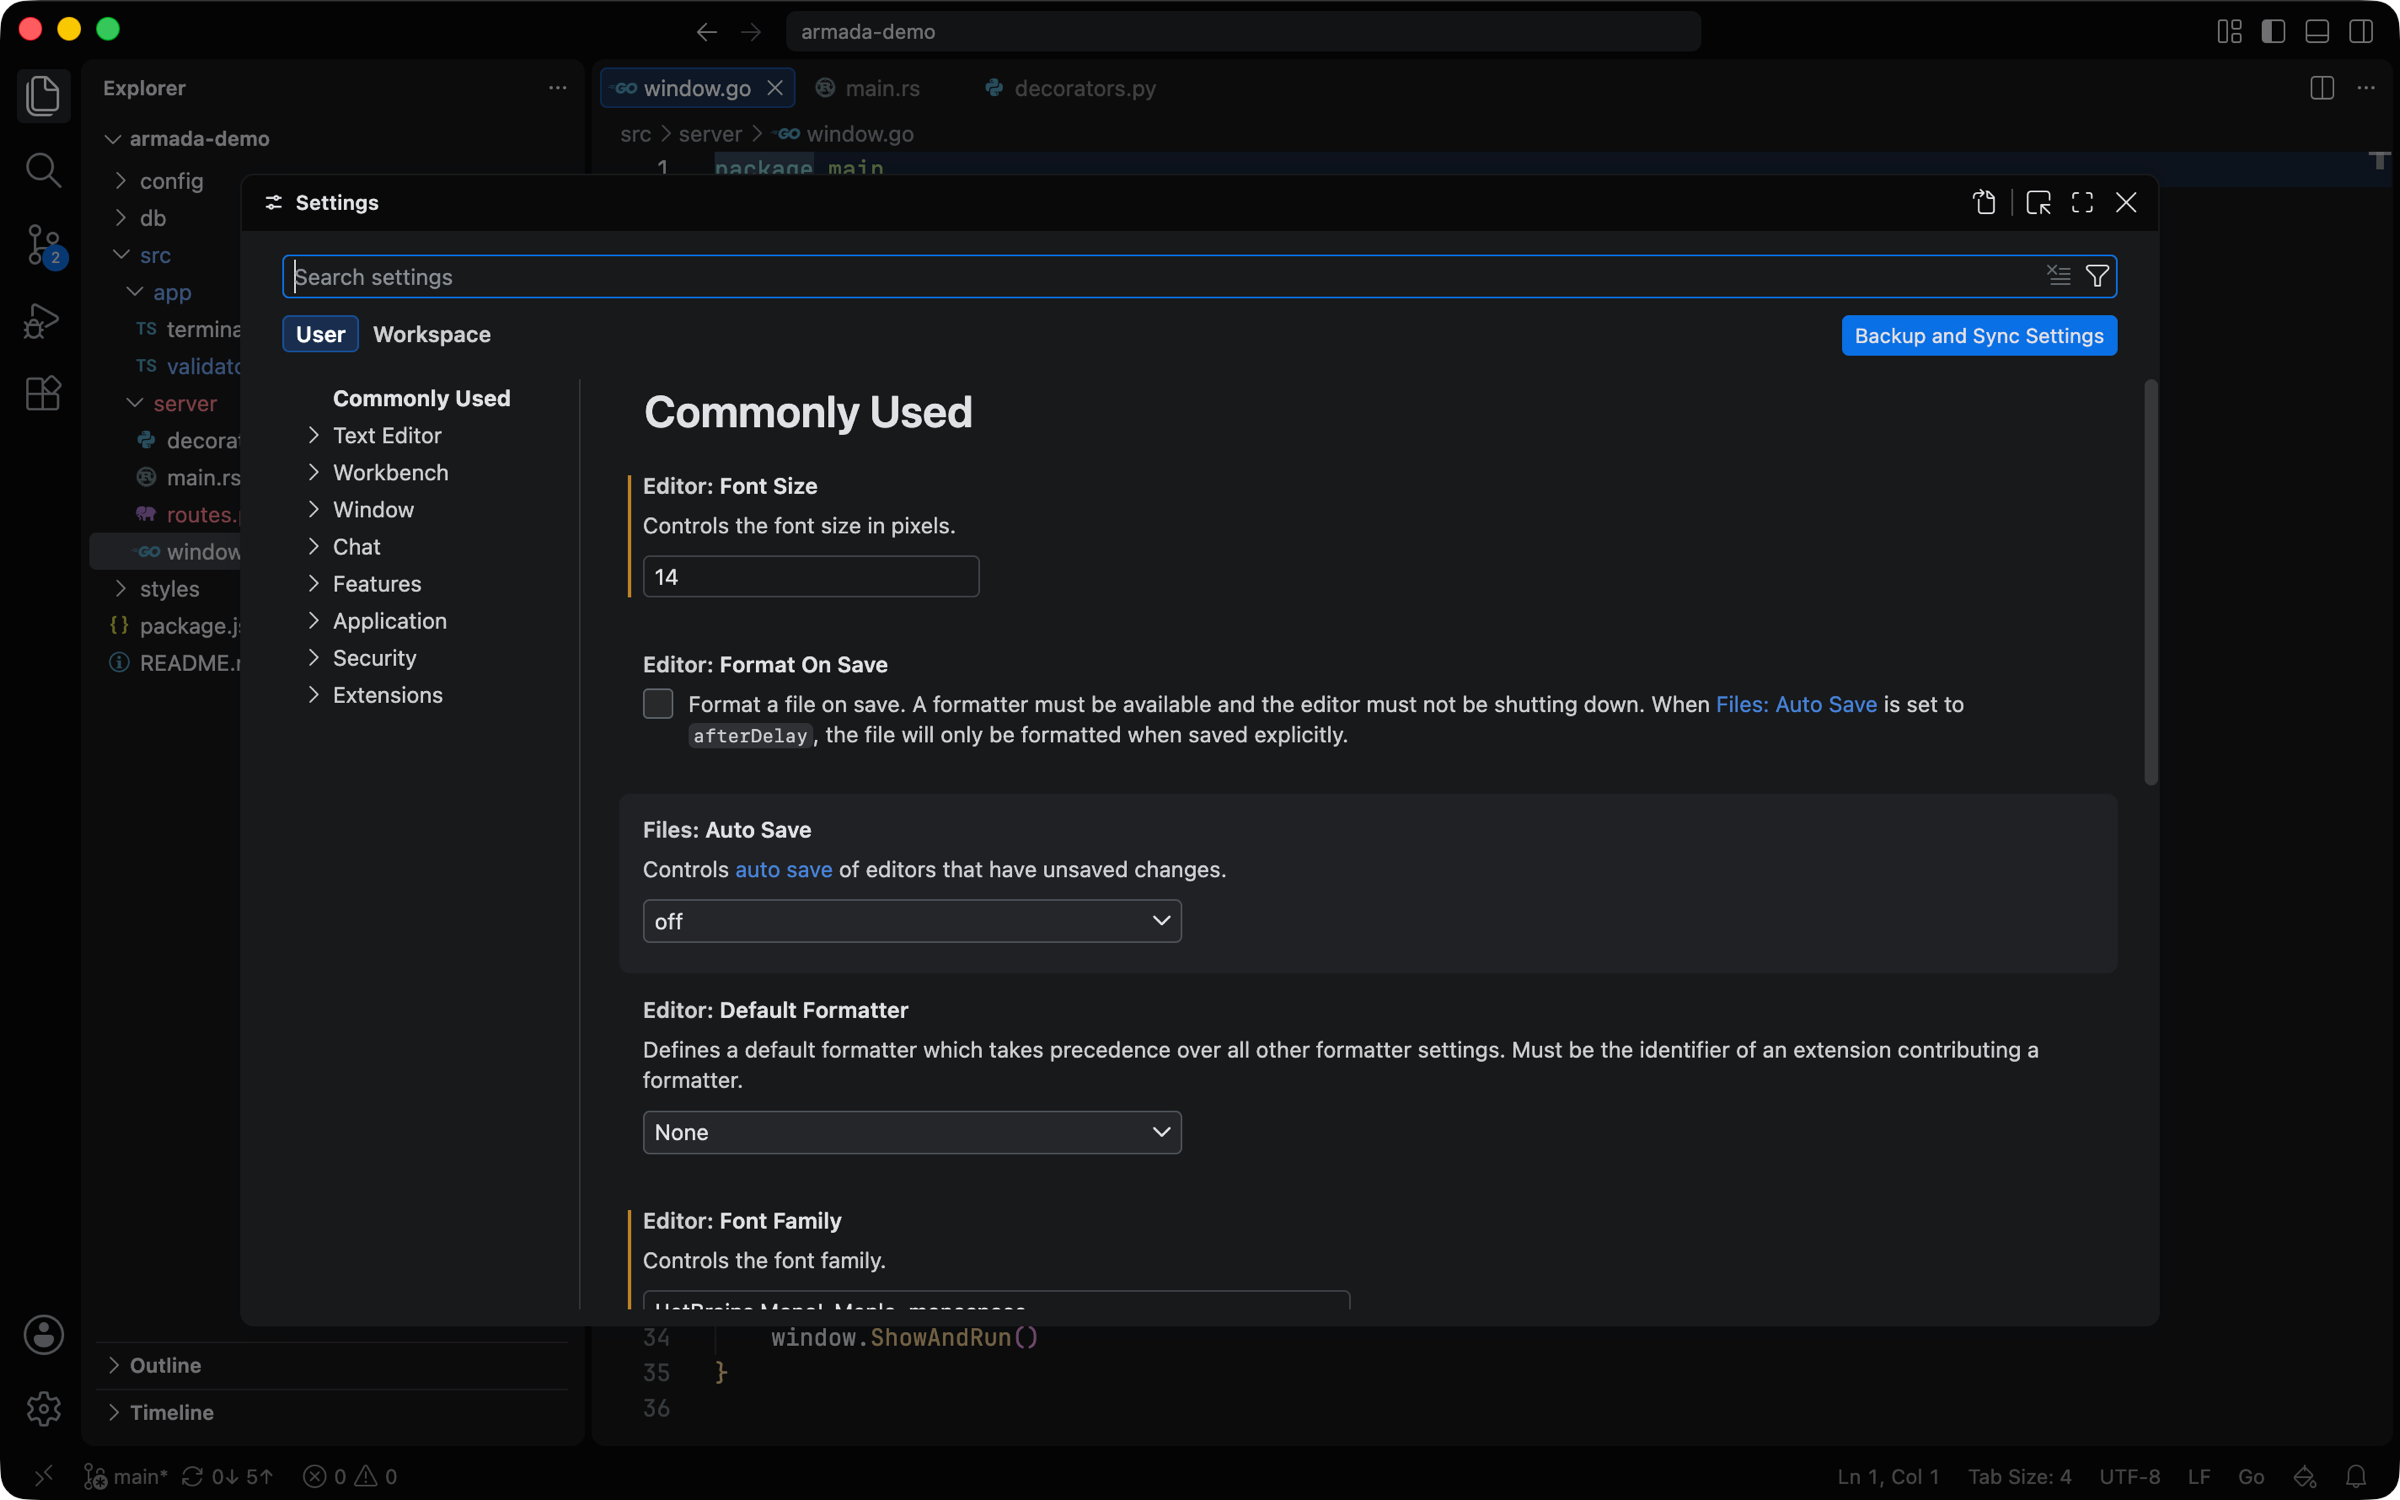 armada-demo
Explorer
window.go
main.rs
decorators.py
armada-demo
src
server
window.go
1
package main
config
db
src
app
TS
TS
server
main.rs
styles
Outline
Timeline
2
Settings
Search settings
User
Workspace
Backup and Sync Settings
Commonly Used
Text Editor
Workbench
Window
Chat
Features
Application
Security
Extensions
Commonly Used
Editor: Font Size
Controls the font size in pixels.
14
Editor: Format On Save
Format a file on save. A formatter must be available and the editor must not be shutting down. When Files: Auto Save is set to
afterDelay, the file will only be formatted when saved explicitly.
Files: Auto Save
Controls auto save of editors that have unsaved changes.
off
Editor: Default Formatter
Defines a default formatter which takes precedence over all other formatter settings. Must be the identifier of an extension contributing a
formatter.
None
Editor: Font Family
Controls the font family.
34 window.ShowAndRun()
35 }
36
main* 0↓ 5↑ 0 0
Ln 1, Col 1
Tab Size: 4
UTF-8
LF
Go